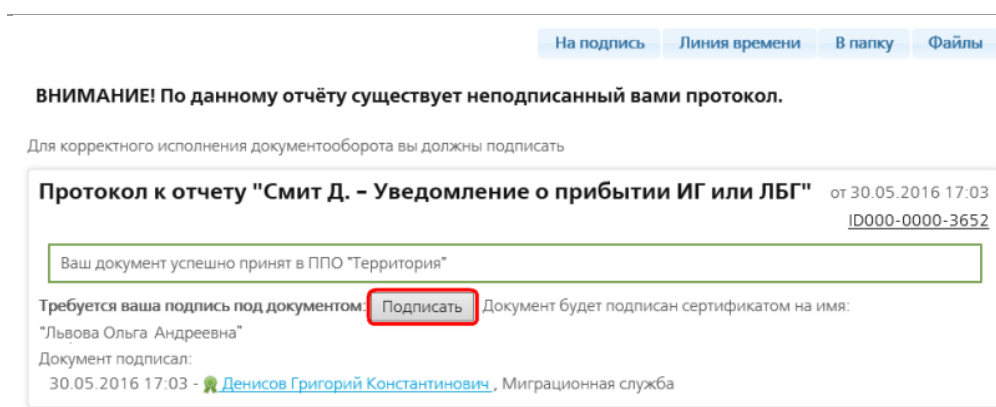 На подпись Линия времени В папку Файлы
ВНИМАНИЕ! По данному отчёту существует неподписанный вами протокол.
Для корректного исполнения документооборота вы должны подписать
Протокол к отчету "Смит Д. – Уведомление о прибытии ИГ или ЛБГ" от 30.05.2016 17:03
ID000-0000-3652
Ваш документ успешно принят в ППО "Территория"
Требуется ваша подпись под документом: Подписать Документ будет подписан сертификатом на имя:
"Львова Ольга Андреевна"
Документ подписал:
30.05.2016 17:03 - Денисов Григорий Константинович , Миграционная служба